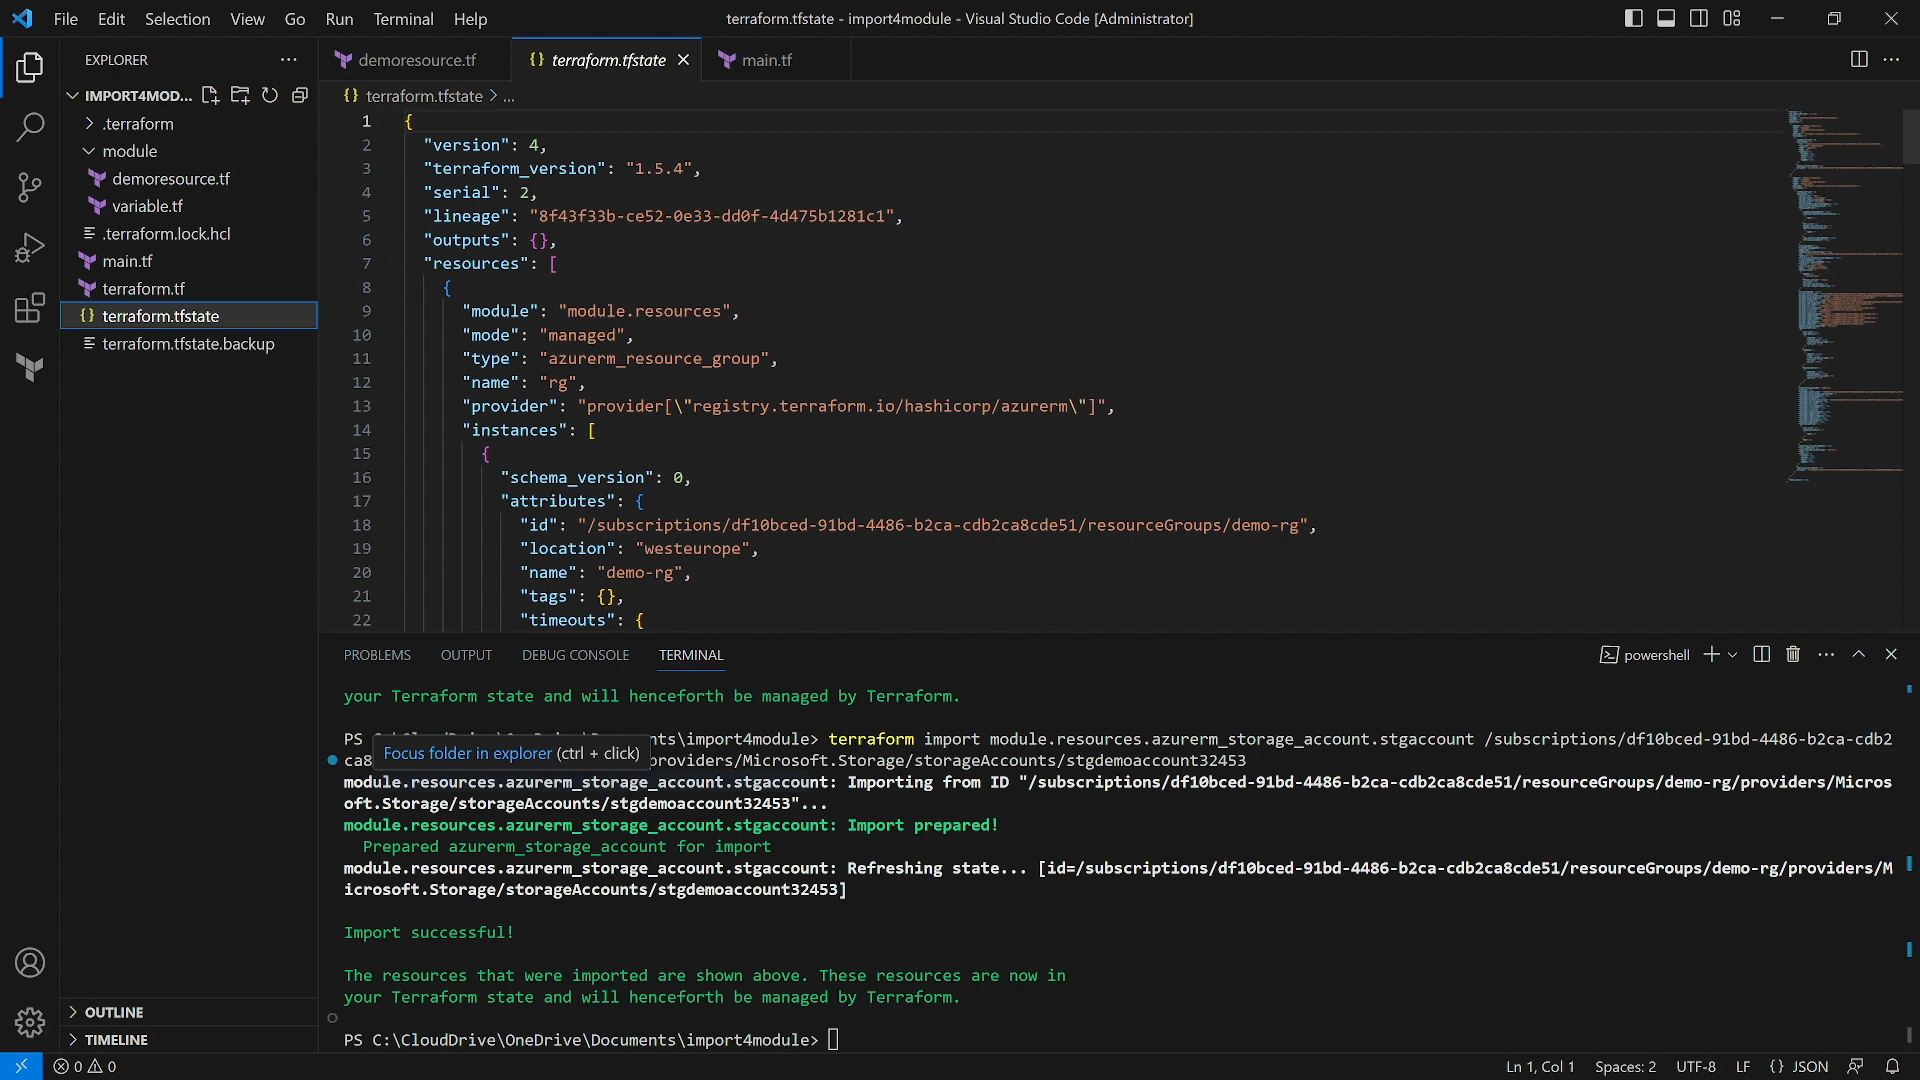 File Edit Selection View Go Run Terminal Help
terraform.tfstate - import4module - Visual Studio Code [Administrator]
EXPLORER
IMPORT4MOD...
.terraform
module
demoresource.tf
variable.tf
.terraform.lock.hcl
main.tf
terraform.tf
terraform.tfstate
terraform.tfstate.backup
OUTLINE
TIMELINE
demoresource.tf
terraform.tfstate
main.tf
terraform.tfstate > ...
1 {
2 "version": 4,
3 "terraform_version": "1.5.4",
4 "serial": 2,
5 "lineage": "8f43f33b-ce52-0e33-dd0f-4d475b1281c1",
6 "outputs": {},
7 "resources": [
8 {
9 "module": "module.resources",
10 "mode": "managed",
11 "type": "azurerm_resource_group",
12 "name": "rg",
13 "provider": "provider[\"registry.terraform.io/hashicorp/azurerm\"]",
14 "instances": [
15 {
16 "schema_version": 0,
17 "attributes": {
18 "id": "/subscriptions/df10bced-91bd-4486-b2ca-cdb2ca8cde51/resourceGroups/demo-rg",
19 "location": "westeurope",
20 "name": "demo-rg",
21 "tags": {},
22 "timeouts": {
PROBLEMS OUTPUT DEBUG CONSOLE TERMINAL
powershell
your Terraform state and will henceforth be managed by Terraform.
PS nts\import4module> terraform import module.resources.azurerm_storage_account.stgaccount /subscriptions/df10bced-91bd-4486-b2ca-cdb2
Focus folder in explorer (ctrl + click)
ca8 providers/Microsoft.Storage/storageAccounts/stgdemoaccount32453
module.resources.azurerm_storage_account.stgaccount: Importing from ID "/subscriptions/df10bced-91bd-4486-b2ca-cdb2ca8cde51/resourceGroups/demo-rg/providers/Micros
oft.Storage/storageAccounts/stgdemoaccount32453"...
module.resources.azurerm_storage_account.stgaccount: Import prepared!
Prepared azurerm_storage_account for import
module.resources.azurerm_storage_account.stgaccount: Refreshing state... [id=/subscriptions/df10bced-91bd-4486-b2ca-cdb2ca8cde51/resourceGroups/demo-rg/providers/M
icrosoft.Storage/storageAccounts/stgdemoaccount32453]
Import successful!
The resources that were imported are shown above. These resources are now in
your Terraform state and will henceforth be managed by Terraform.
PS C:\CloudDrive\OneDrive\Documents\import4module>
0 0
Ln 1, Col 1 Spaces: 2 UTF-8 LF {} JSON